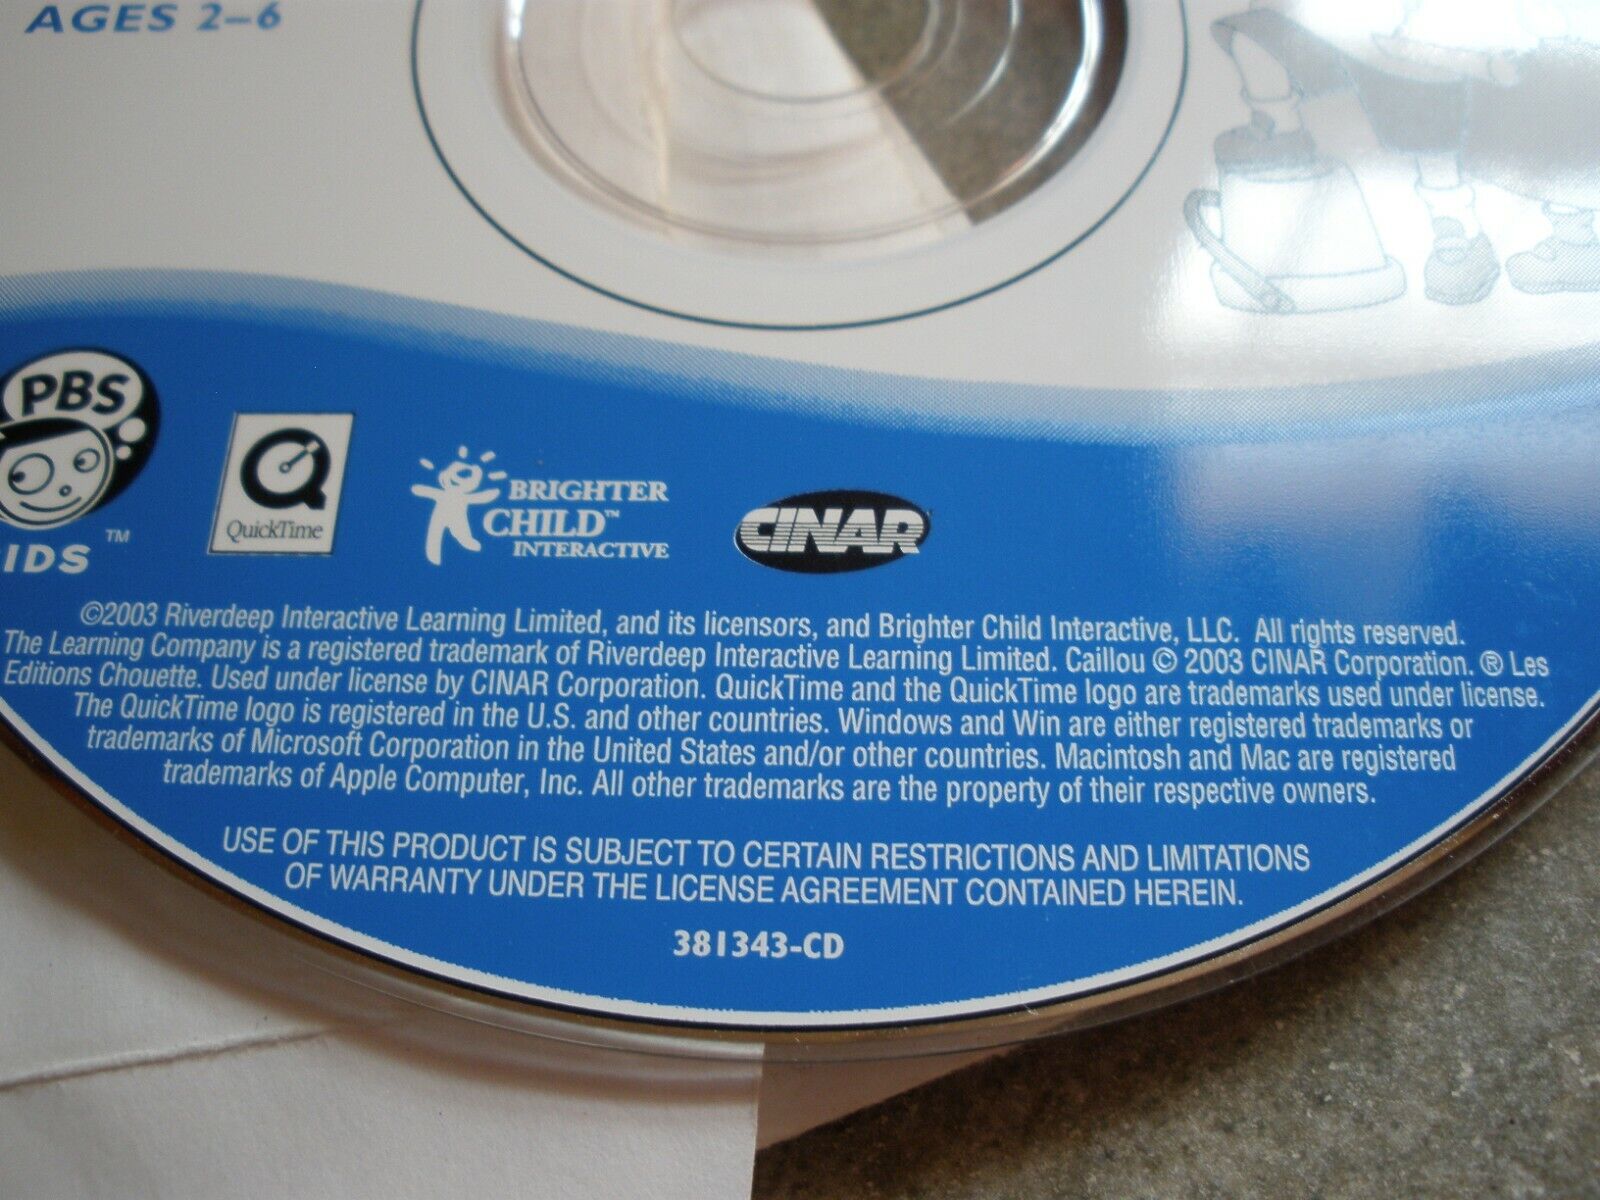 AGES 2–6
PBS
IDS ™
QuickTime
BRIGHTER
CHILD™
INTERACTIVE
CINAR
©2003 Riverdeep Interactive Learning Limited, and its licensors, and Brighter Child Interactive, LLC. All rights reserved.
The Learning Company is a registered trademark of Riverdeep Interactive Learning Limited. Caillou © 2003 CINAR Corporation. ® Les
Editions Chouette. Used under license by CINAR Corporation. QuickTime and the QuickTime logo are trademarks used under license.
The QuickTime logo is registered in the U.S. and other countries. Windows and Win are either registered trademarks or
trademarks of Microsoft Corporation in the United States and/or other countries. Macintosh and Mac are registered
trademarks of Apple Computer, Inc. All other trademarks are the property of their respective owners.
USE OF THIS PRODUCT IS SUBJECT TO CERTAIN RESTRICTIONS AND LIMITATIONS
OF WARRANTY UNDER THE LICENSE AGREEMENT CONTAINED HEREIN.
381343-CD